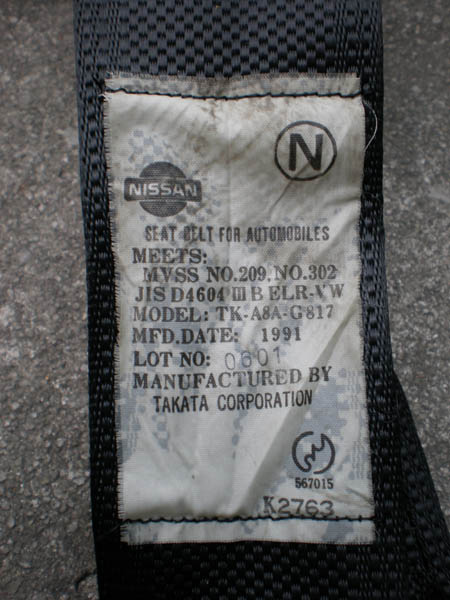 N
NISSAN
SEAT BELT FOR AUTOMOBILES
MEETS:
MVSS NO.209, NO.302
JIS D4604 III B ELR-VW
MODEL: TK-A8A-G817
MFD.DATE: 1991
LOT NO: 0601
MANUFACTURED BY
TAKATA CORPORATION
567015
K2763